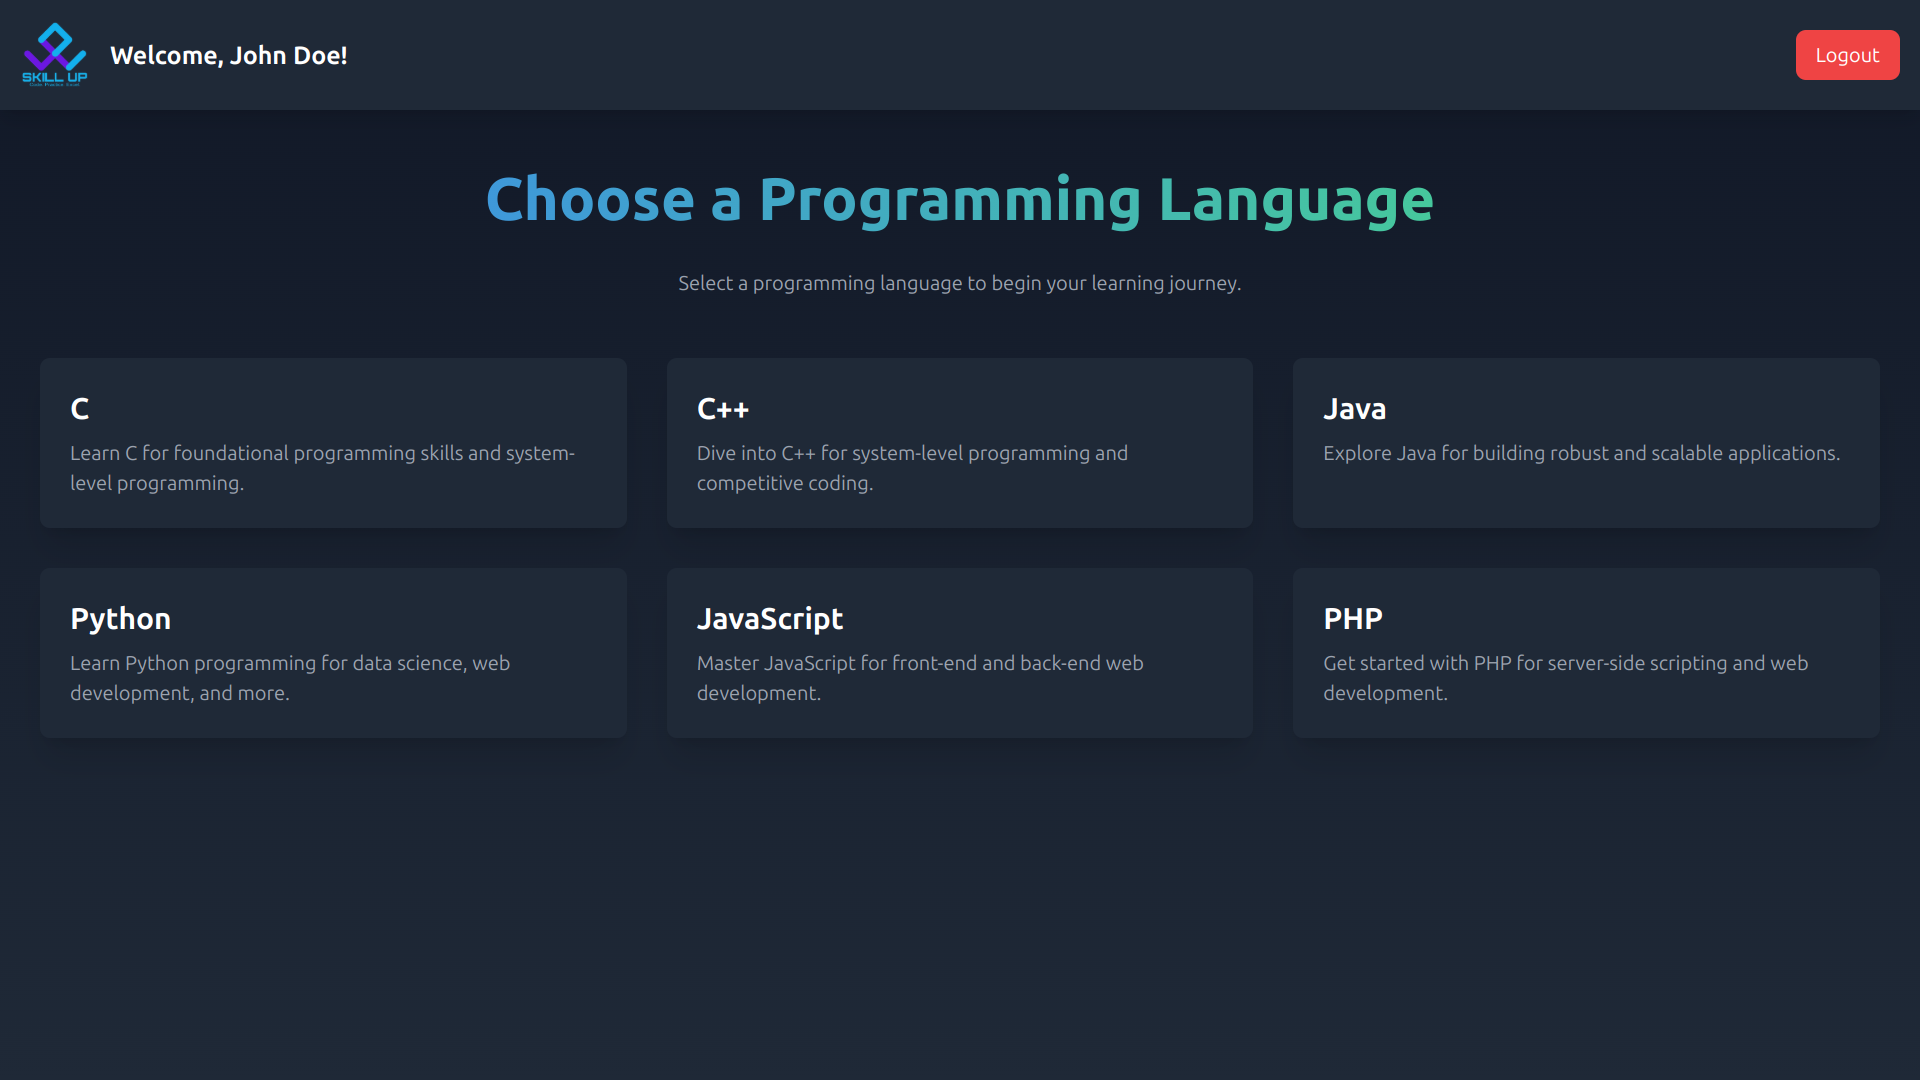 SKILL UP
Welcome, John Doe!
Logout
Choose a Programming Language
Select a programming language to begin your learning journey.
C
Learn C for foundational programming skills and system-
level programming.
C++
Dive into C++ for system-level programming and
competitive coding.
Java
Explore Java for building robust and scalable applications.
Python
Learn Python programming for data science, web
development, and more.
JavaScript
Master JavaScript for front-end and back-end web
development.
PHP
Get started with PHP for server-side scripting and web
development.